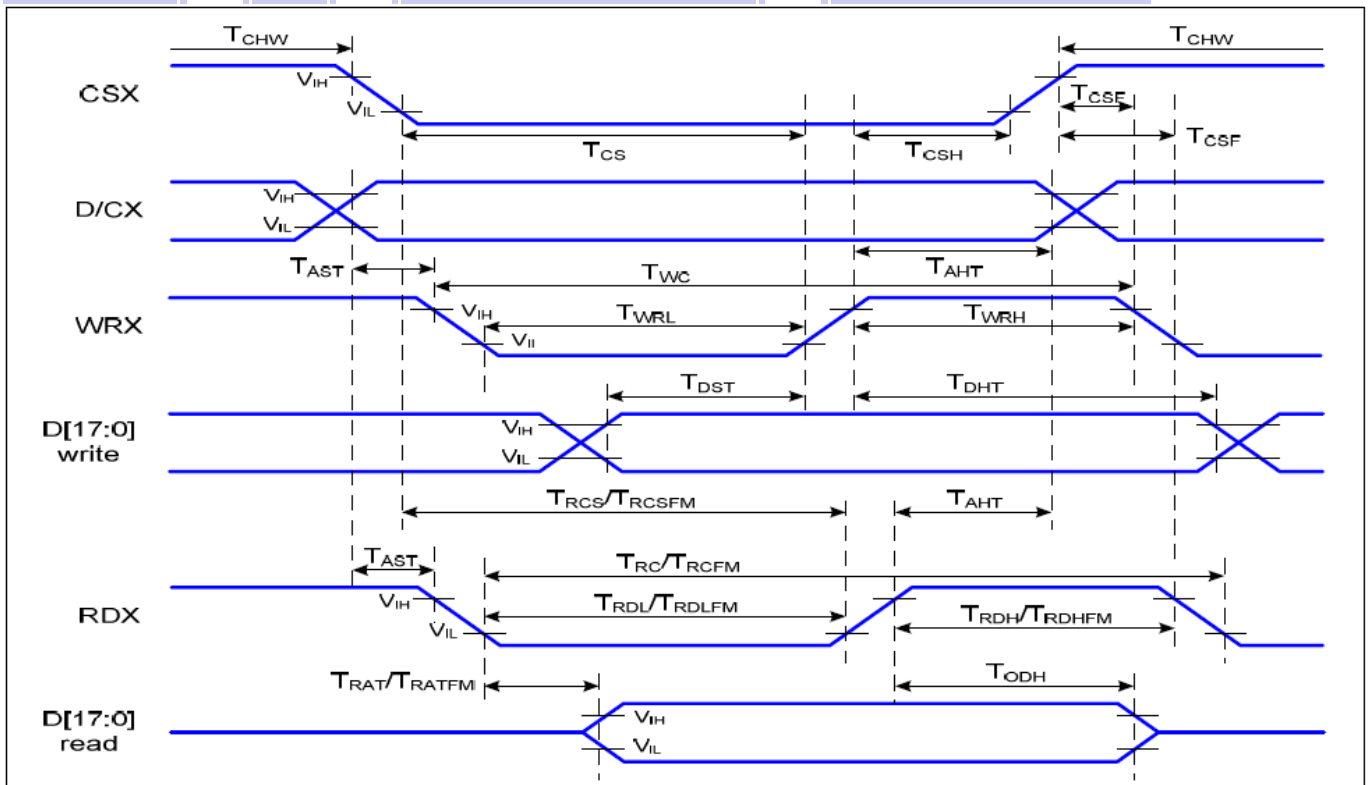 TCHW TCHW
CSX VIH
VIL
TCSF
TCSF
TCS TCSH
D/CX VIH
VIL
TAST TWC TAHT
WRX VIH TWRL TWRH
VIL
TDST TDHT
D[17:0] write VIH
VIL
TRCS/TRCSFM TAHT
TAST TRC/TRCFM
RDX VIH TRDL/TRDLFM TRDH/TRDHFM
VIL
TRAT/TRATFM TODH
D[17:0] read VIH
VIL